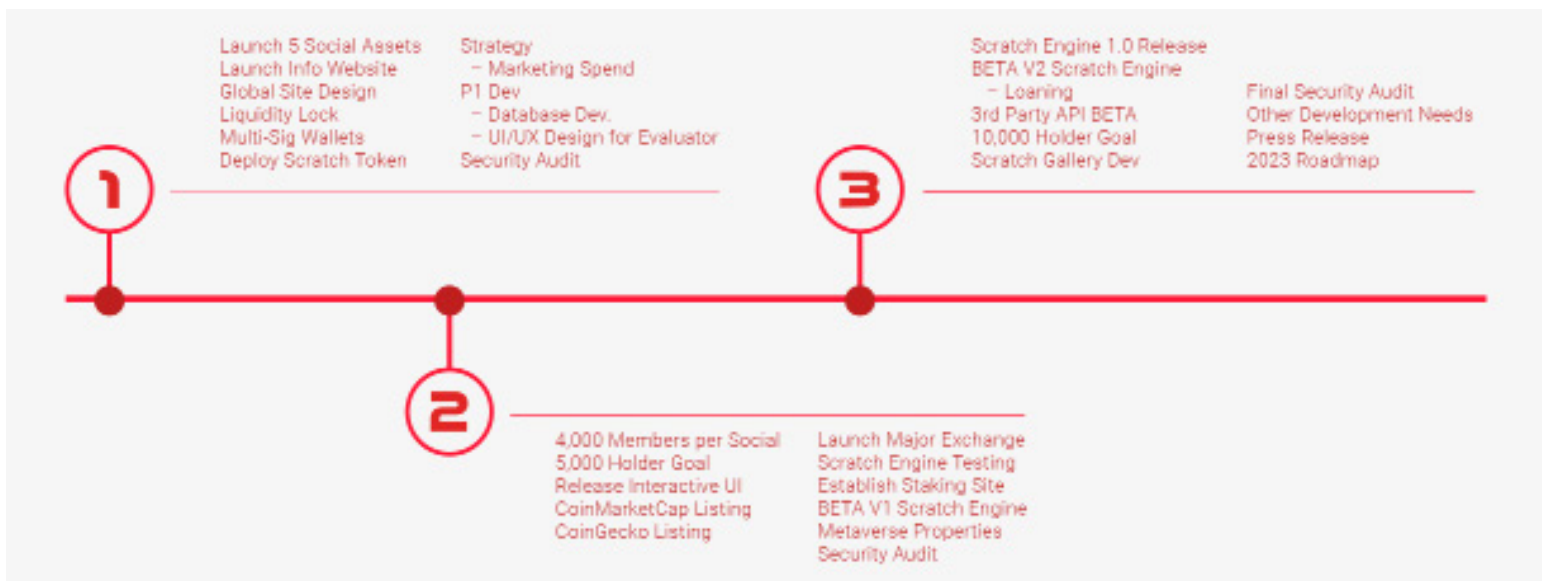 1
Launch 5 Social Assets
Launch Info Website
Global Site Design
Liquidity Lock
Multi-Sig Wallets
Deploy Scratch Token
Strategy
– Marketing Spend
P1 Dev
– Database Dev.
– UI/UX Design for Evaluator
Security Audit
2
4,000 Members per Social
5,000 Holder Goal
Release Interactive UI
CoinMarketCap Listing
CoinGecko Listing
Launch Major Exchange
Scratch Engine Testing
Establish Staking Site
BETA V1 Scratch Engine
Metaverse Properties
Security Audit
3
Scratch Engine 1.0 Release
BETA V2 Scratch Engine
– Loaning
3rd Party API BETA
10,000 Holder Goal
Scratch Gallery Dev
Final Security Audit
Other Development Needs
Press Release
2023 Roadmap